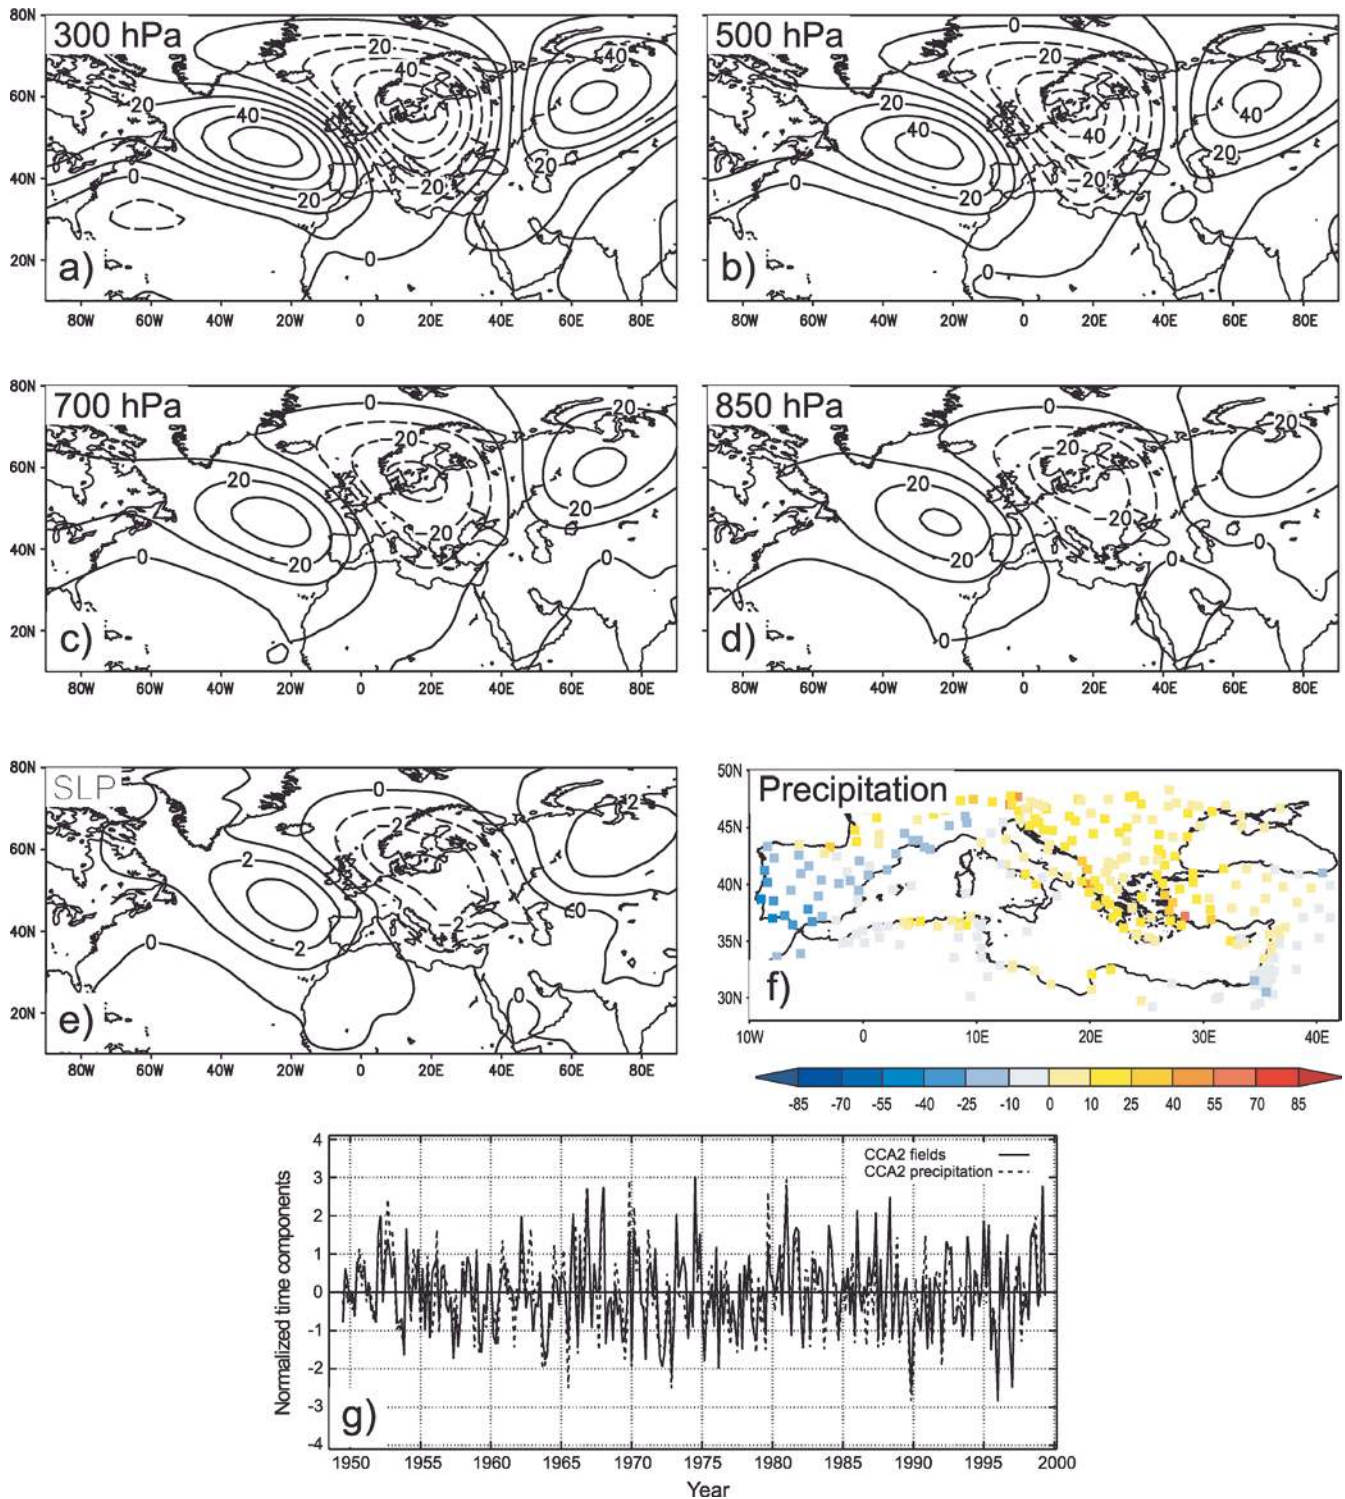 300 hPa
500 hPa
80N
60N
40N
20N
20
40
20
40
0
20
-20
40
20
0
a)
0
20
20
40
0
-40
-20
40
20
0
b)
80W 60W 40W 20W 0 20E 40E 60E 80E
80W 60W 40W 20W 0 20E 40E 60E 80E
700 hPa
850 hPa
80N
60N
40N
20N
0
20
20
20
0
-20
20
20
c)
0
20
20
20
0
-20
20
0
0
d)
80W 60W 40W 20W 0 20E 40E 60E 80E
80W 60W 40W 20W 0 20E 40E 60E 80E
SLP
Precipitation
80N
60N
40N
20N
0
2
2
0
-2
-2
2
0
0
e)
50N
45N
40N
35N
30N
f)
80W 60W 40W 20W 0 20E 40E 60E 80E
10W 0 10E 20E 30E 40E
-85 -70 -55 -40 -25 -10 0 10 25 40 55 70 85
Normalized time components
4
3
2
1
0
-1
-2
-3
-4
CCA2 fields
CCA2 precipitation
g)
1950 1955 1960 1965 1970 1975 1980 1985 1990 1995 2000
Year